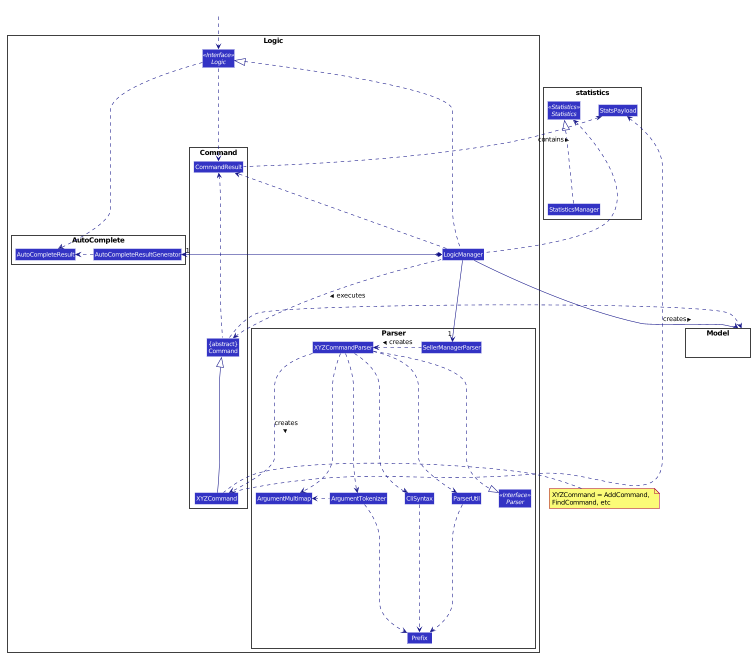 Logic
«Interface»
Logic
statistics
«Statistics»
Statistics
StatsPayload
contains ▶
StatisticsManager
Command
CommandResult
AutoComplete
AutoCompleteResult
AutoCompleteResultGenerator
1
LogicManager
◀ executes
creates ▶
Model
{abstract}
Command
Parser
1
XYZCommandParser
◀ creates
SellerManagerParser
creates
▼
XYZCommand
ArgumentMultimap
ArgumentTokenizer
CliSyntax
ParserUtil
«Interface»
Parser
XYZCommand = AddCommand,
FindCommand, etc
Prefix